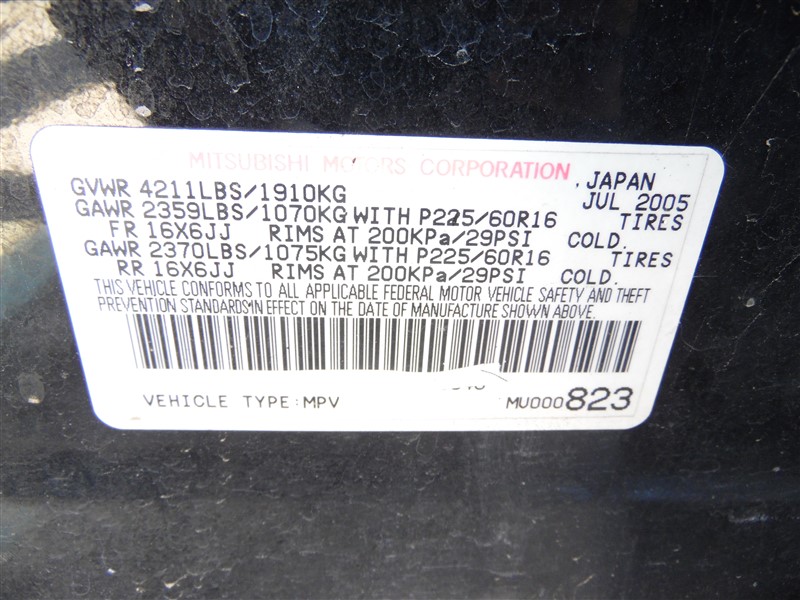 MITSUBISHI MOTORS CORPORATION , JAPAN
GVWR 4211LBS/1910KG JUL 2005
GAWR 2359LBS/1070KG WITH P225/60R16 TIRES
FR 16X6JJ RIMS AT 200KPa/29PSI COLD.
GAWR 2370LBS/1075KG WITH P225/60R16 TIRES
RR 16X6JJ RIMS AT 200KPa/29PSI COLD.
THIS VEHICLE CONFORMS TO ALL APPLICABLE FEDERAL MOTOR VEHICLE SAFETY AND THEFT
PREVENTION STANDARDS IN EFFECT ON THE DATE OF MANUFACTURE SHOWN ABOVE.
VEHICLE TYPE:MPV MU000823